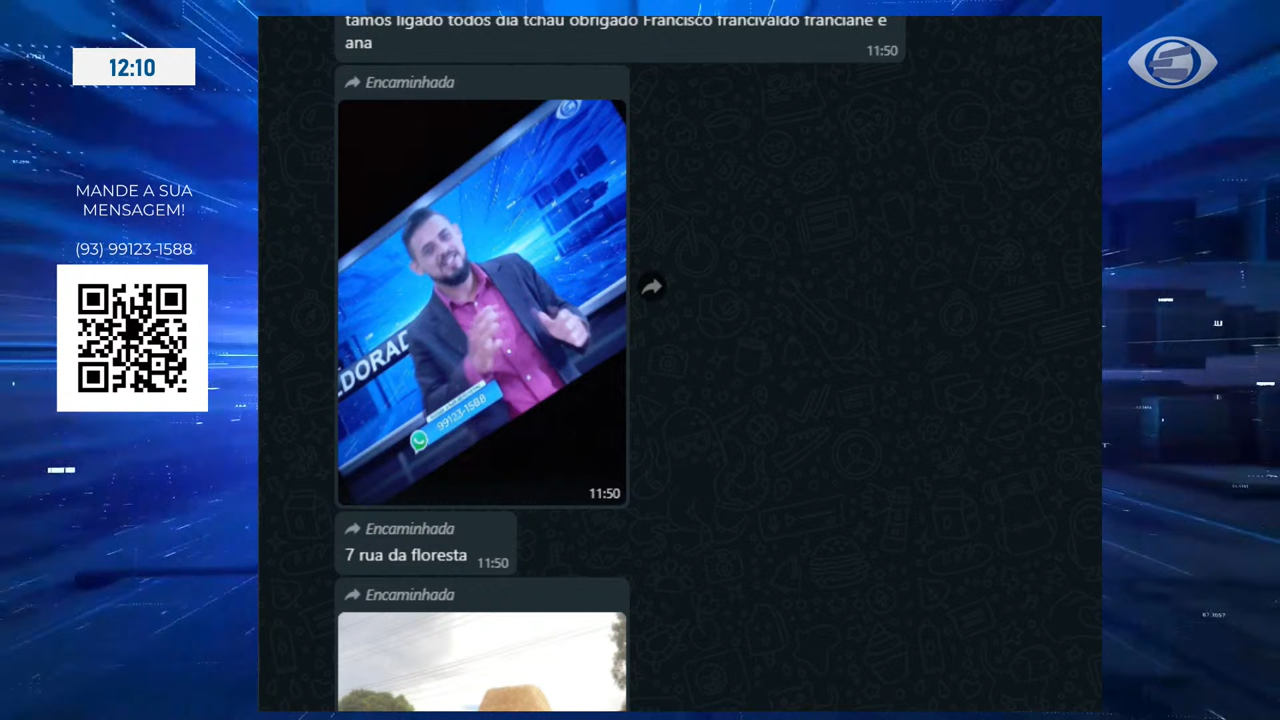 tamos ligado todos dia tchau obrigado Francisco francivaldo franciane e
ana
11:50
12:10
Encaminhada
MANDE A SUA
MENSAGEM!
(93) 99123-1588
DORAD
99123-1588
11:50
Encaminhada
7 rua da floresta 11:50
Encaminhada